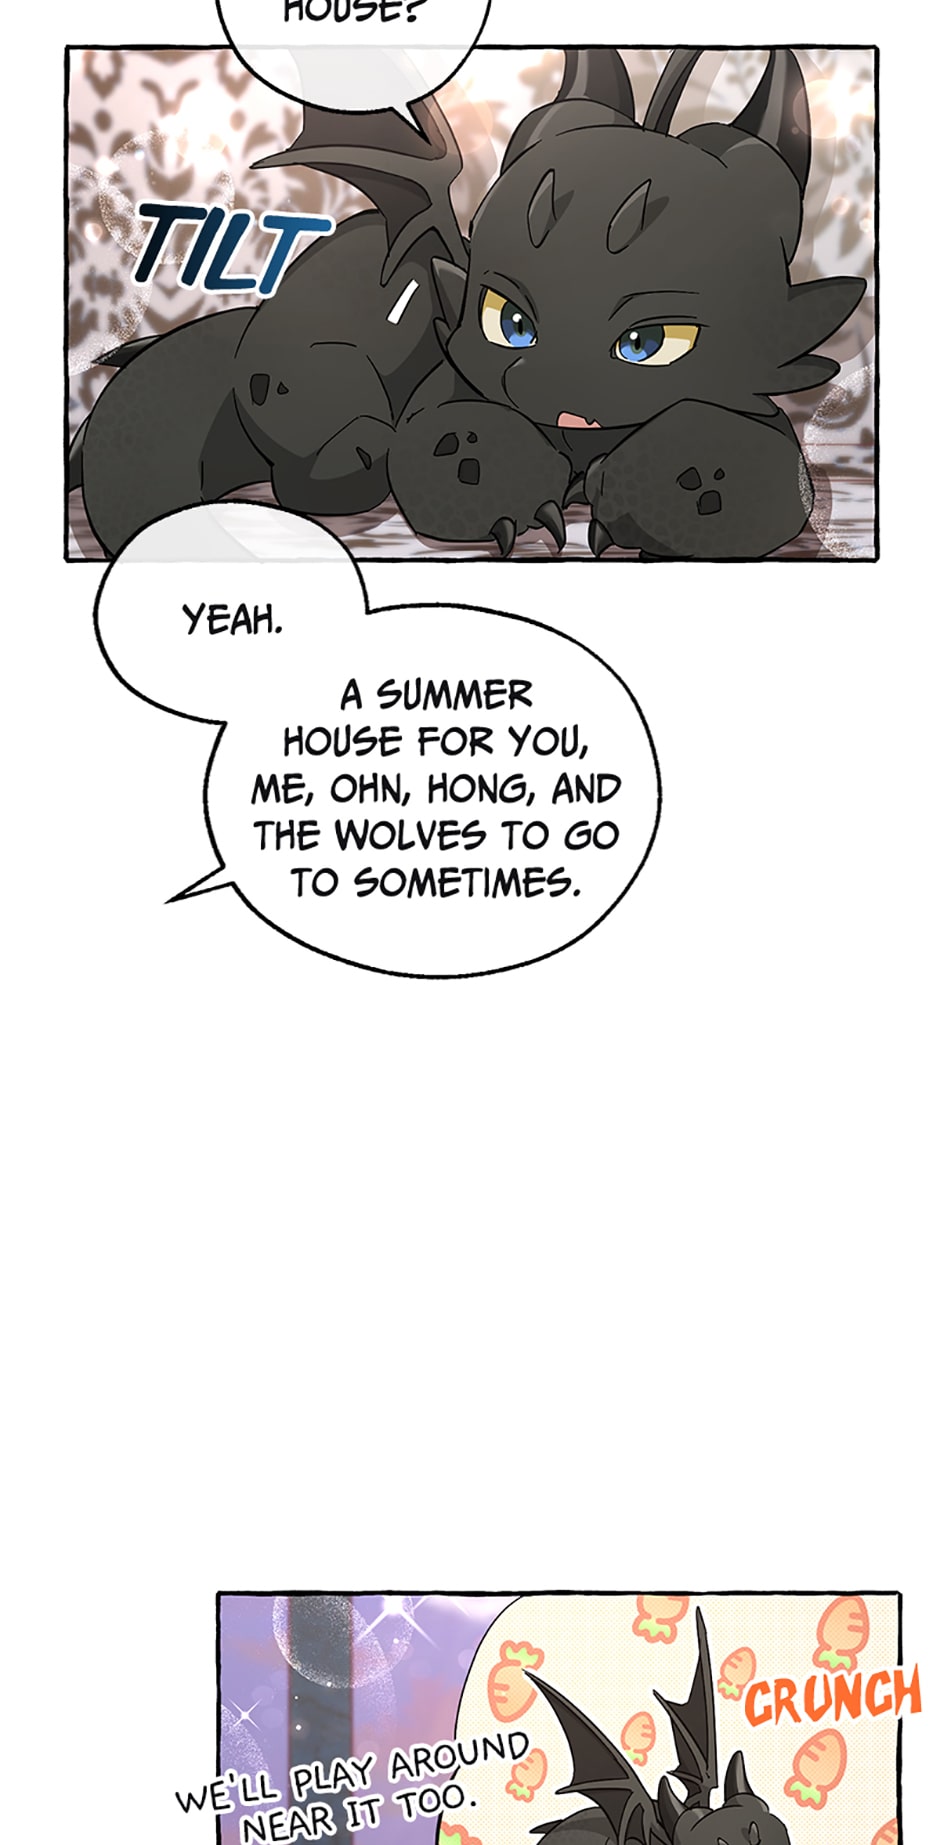 HOUSE?
TILT
YEAH.
A SUMMER
HOUSE FOR YOU,
ME, OHN, HONG, AND
THE WOLVES TO GO
TO SOMETIMES.
CRUNCH
WE'LL PLAY AROUND
NEAR IT TOO.